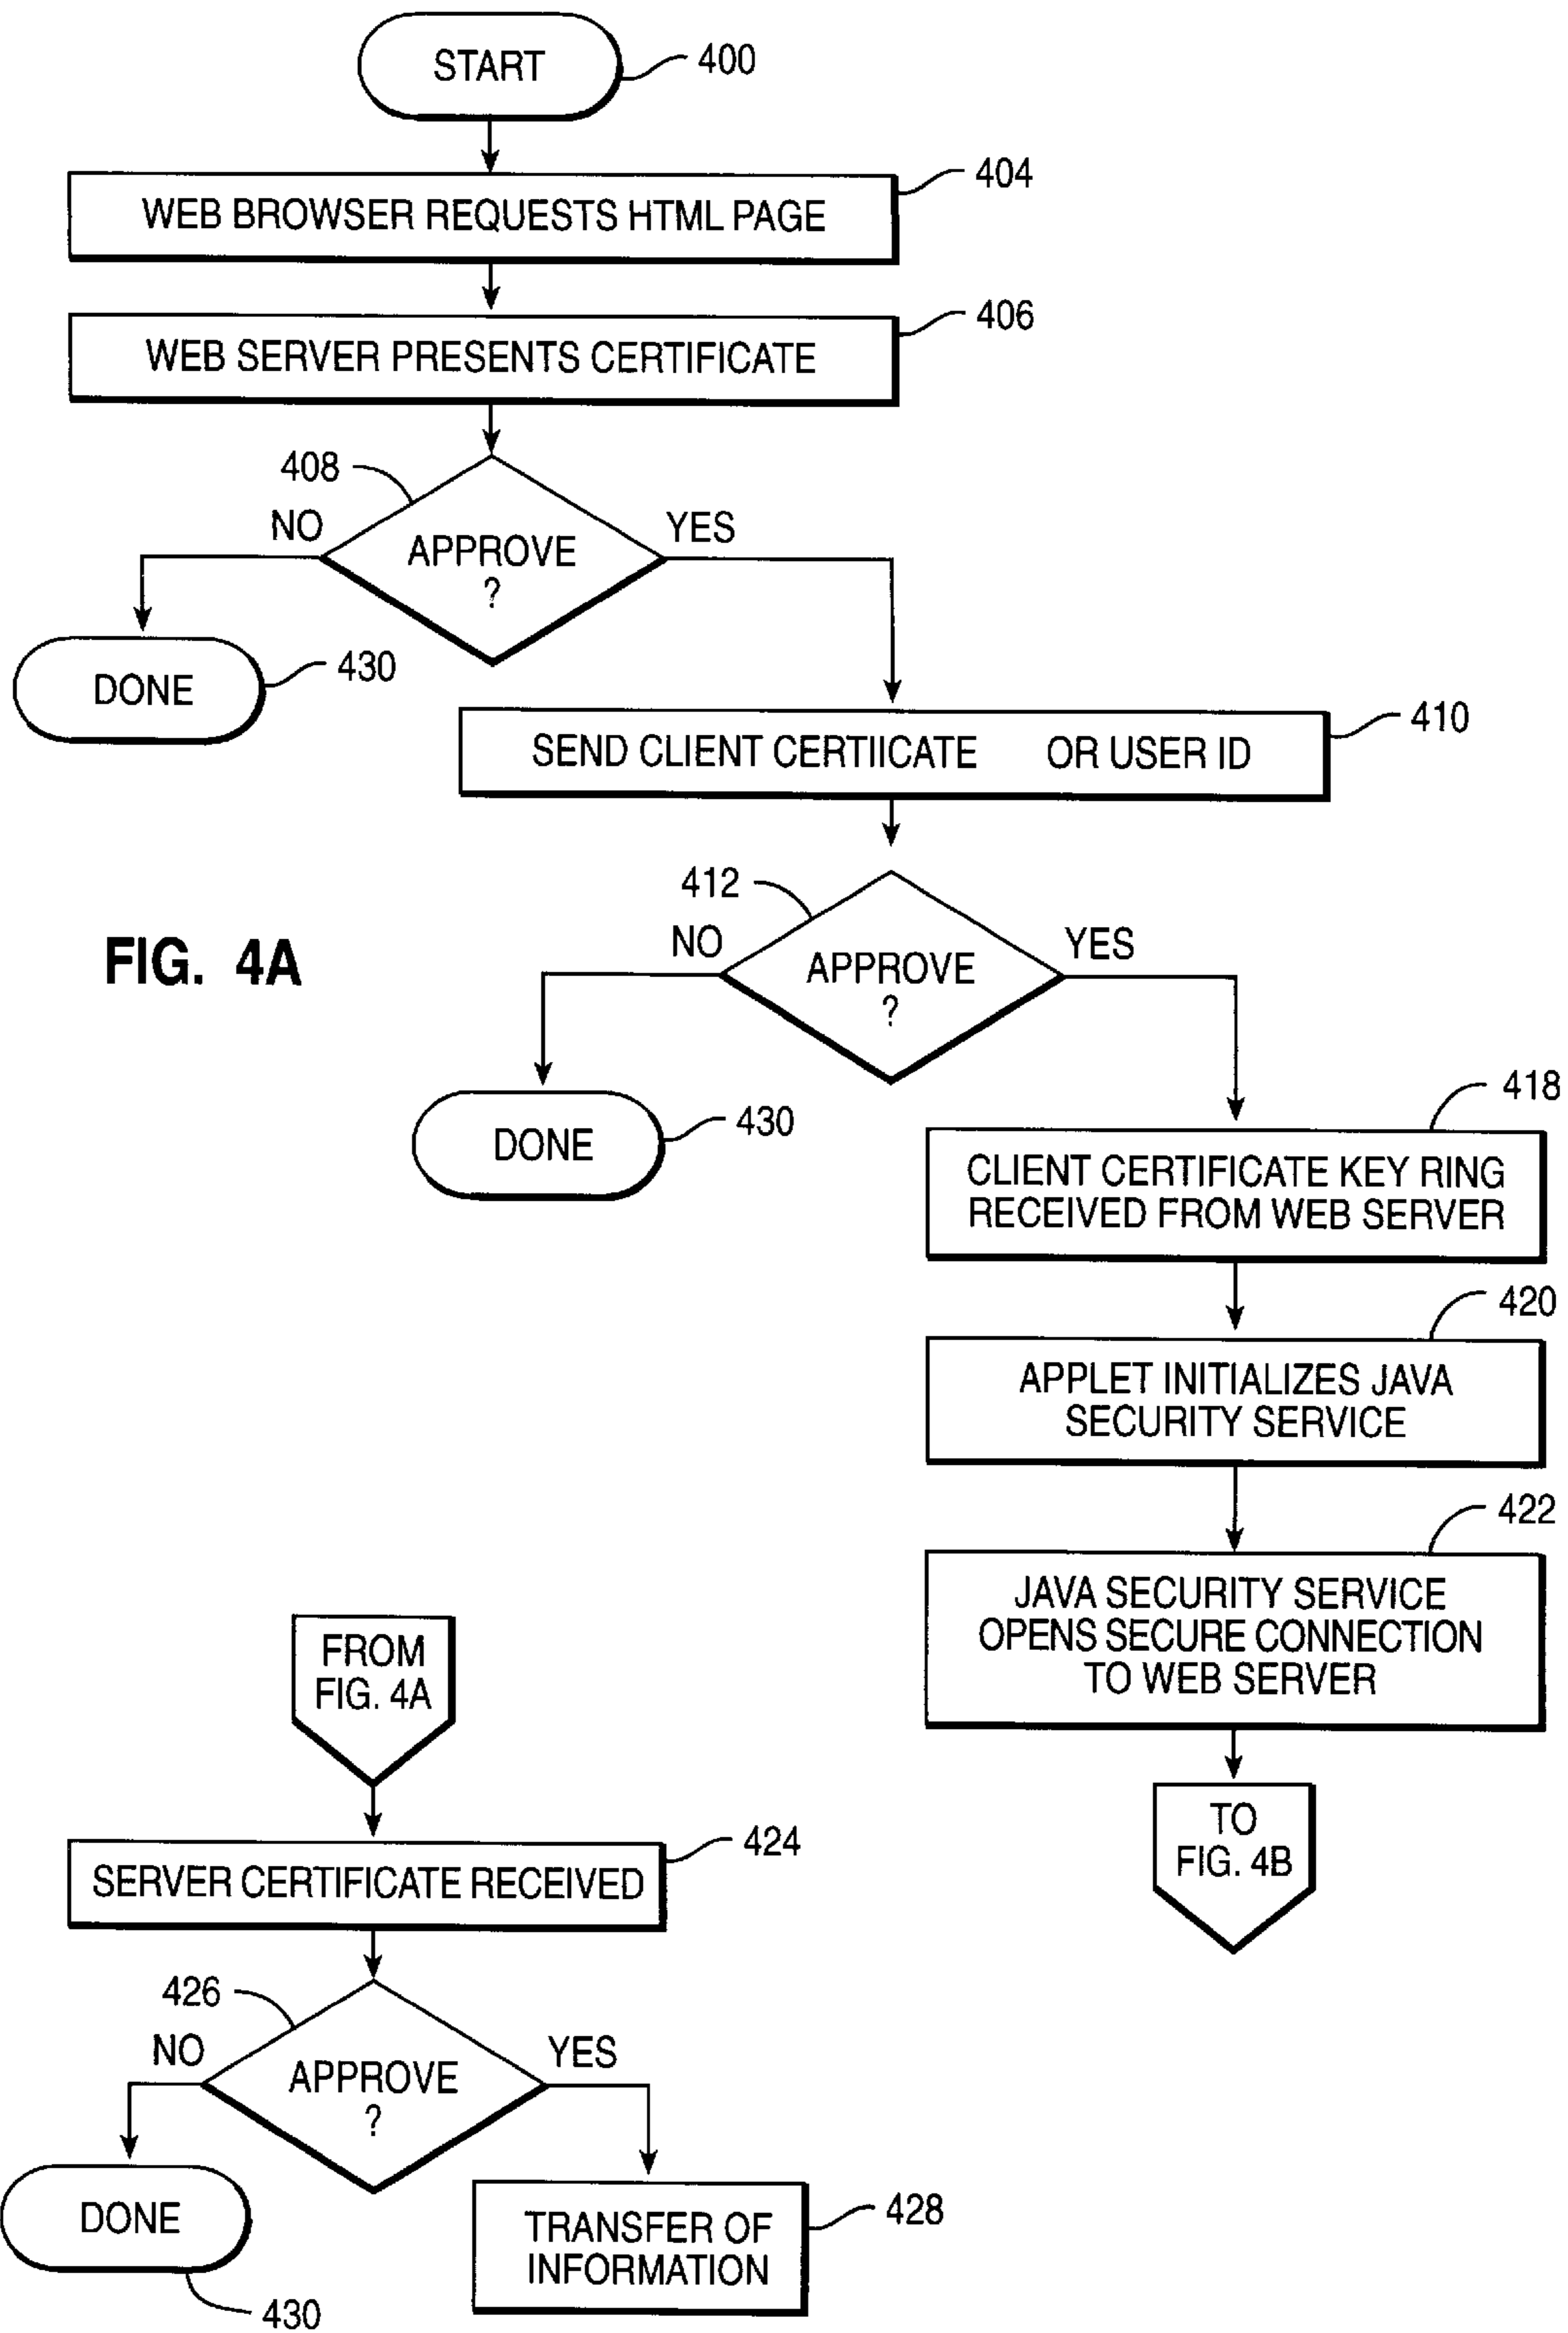 START
400
WEB BROWSER REQUESTS HTML PAGE
404
WEB SERVER PRESENTS CERTIFICATE
406
408
NO
YES
APPROVE
?
DONE
430
SEND CLIENT CERTIICATE OR USER ID
410
412
NO
YES
APPROVE
?
FIG. 4A
DONE
430
418
CLIENT CERTIFICATE KEY RING
RECEIVED FROM WEB SERVER
420
APPLET INITIALIZES JAVA
SECURITY SERVICE
422
JAVA SECURITY SERVICE
OPENS SECURE CONNECTION
TO WEB SERVER
TO
FIG. 4B
FROM
FIG. 4A
424
SERVER CERTIFICATE RECEIVED
426
NO
YES
APPROVE
?
DONE
430
TRANSFER OF
INFORMATION
428